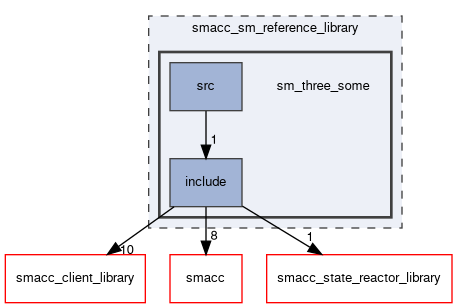 smacc_sm_reference_library
src
sm_three_some
1
include
10
8
1
smacc_client_library
smacc
smacc_state_reactor_library